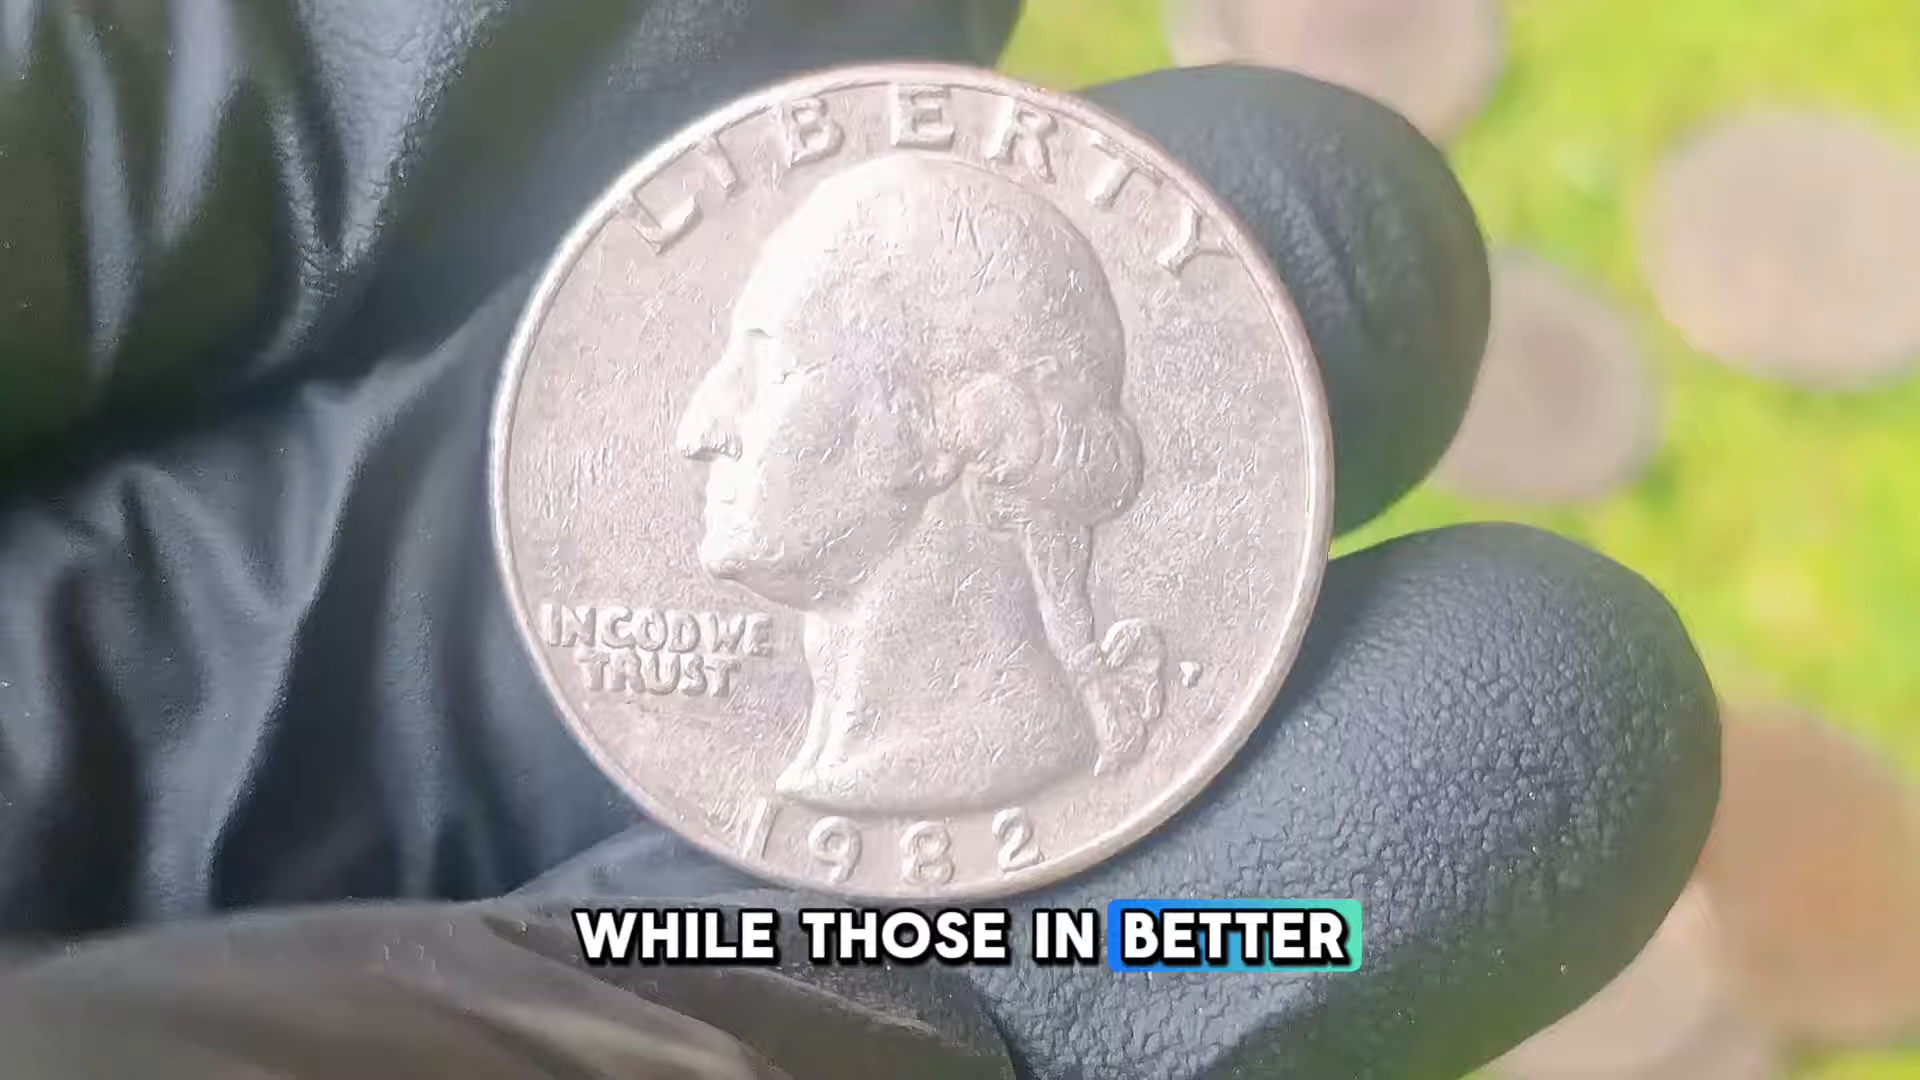 LIBERTY
IN GOD WE
TRUST
1982
WHILE THOSE IN BETTER